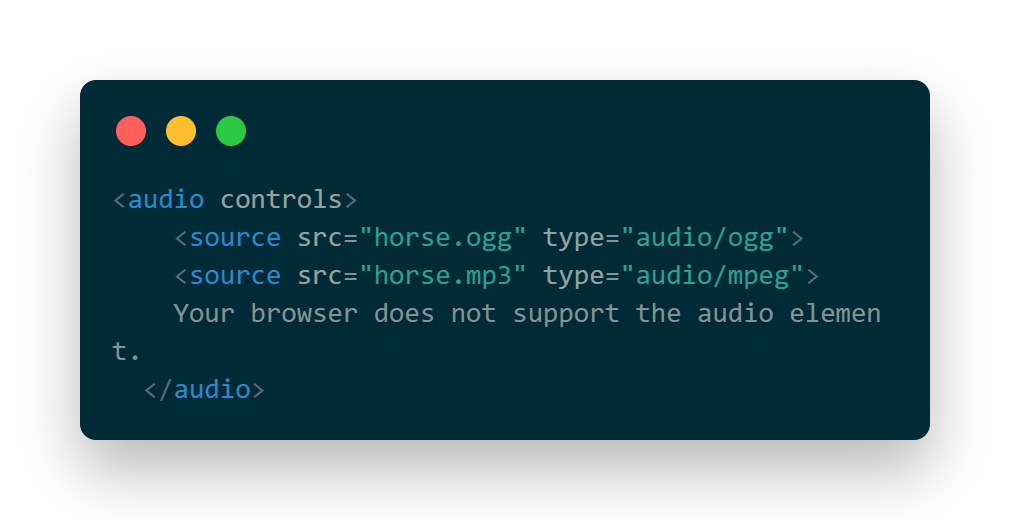 <audio controls>
    <source src="horse.ogg" type="audio/ogg">
    <source src="horse.mp3" type="audio/mpeg">
    Your browser does not support the audio elemen
t.
  </audio>